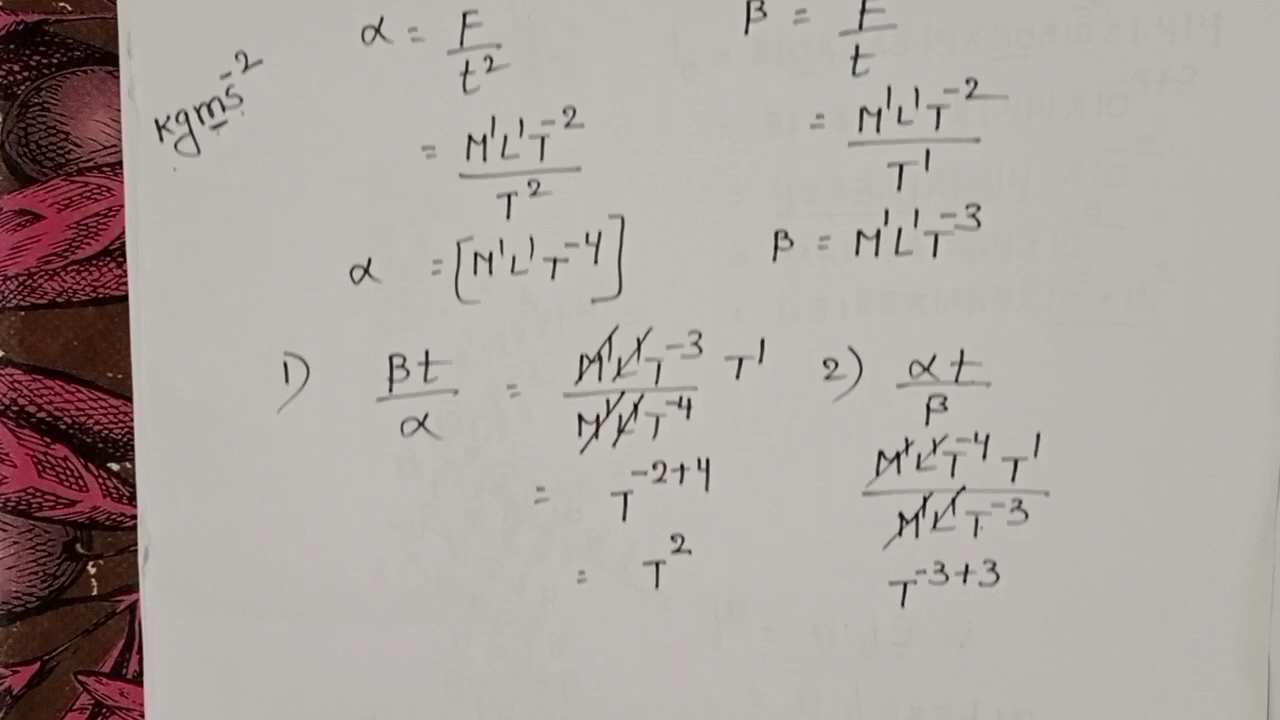 α = F/t²
β = F/t
kgms⁻²
= M¹L¹T⁻²/T²
= M¹L¹T⁻²/T¹
α = [M¹L¹T⁻⁴]
β = M¹L¹T⁻³
1) βt/α = M¹L¹T⁻³/M¹L¹T⁻⁴ T¹
= T⁻²⁺⁴
= T²
2) αt/β
M¹L¹T⁻⁴ T¹/M¹L¹T⁻³
T⁻³⁺³